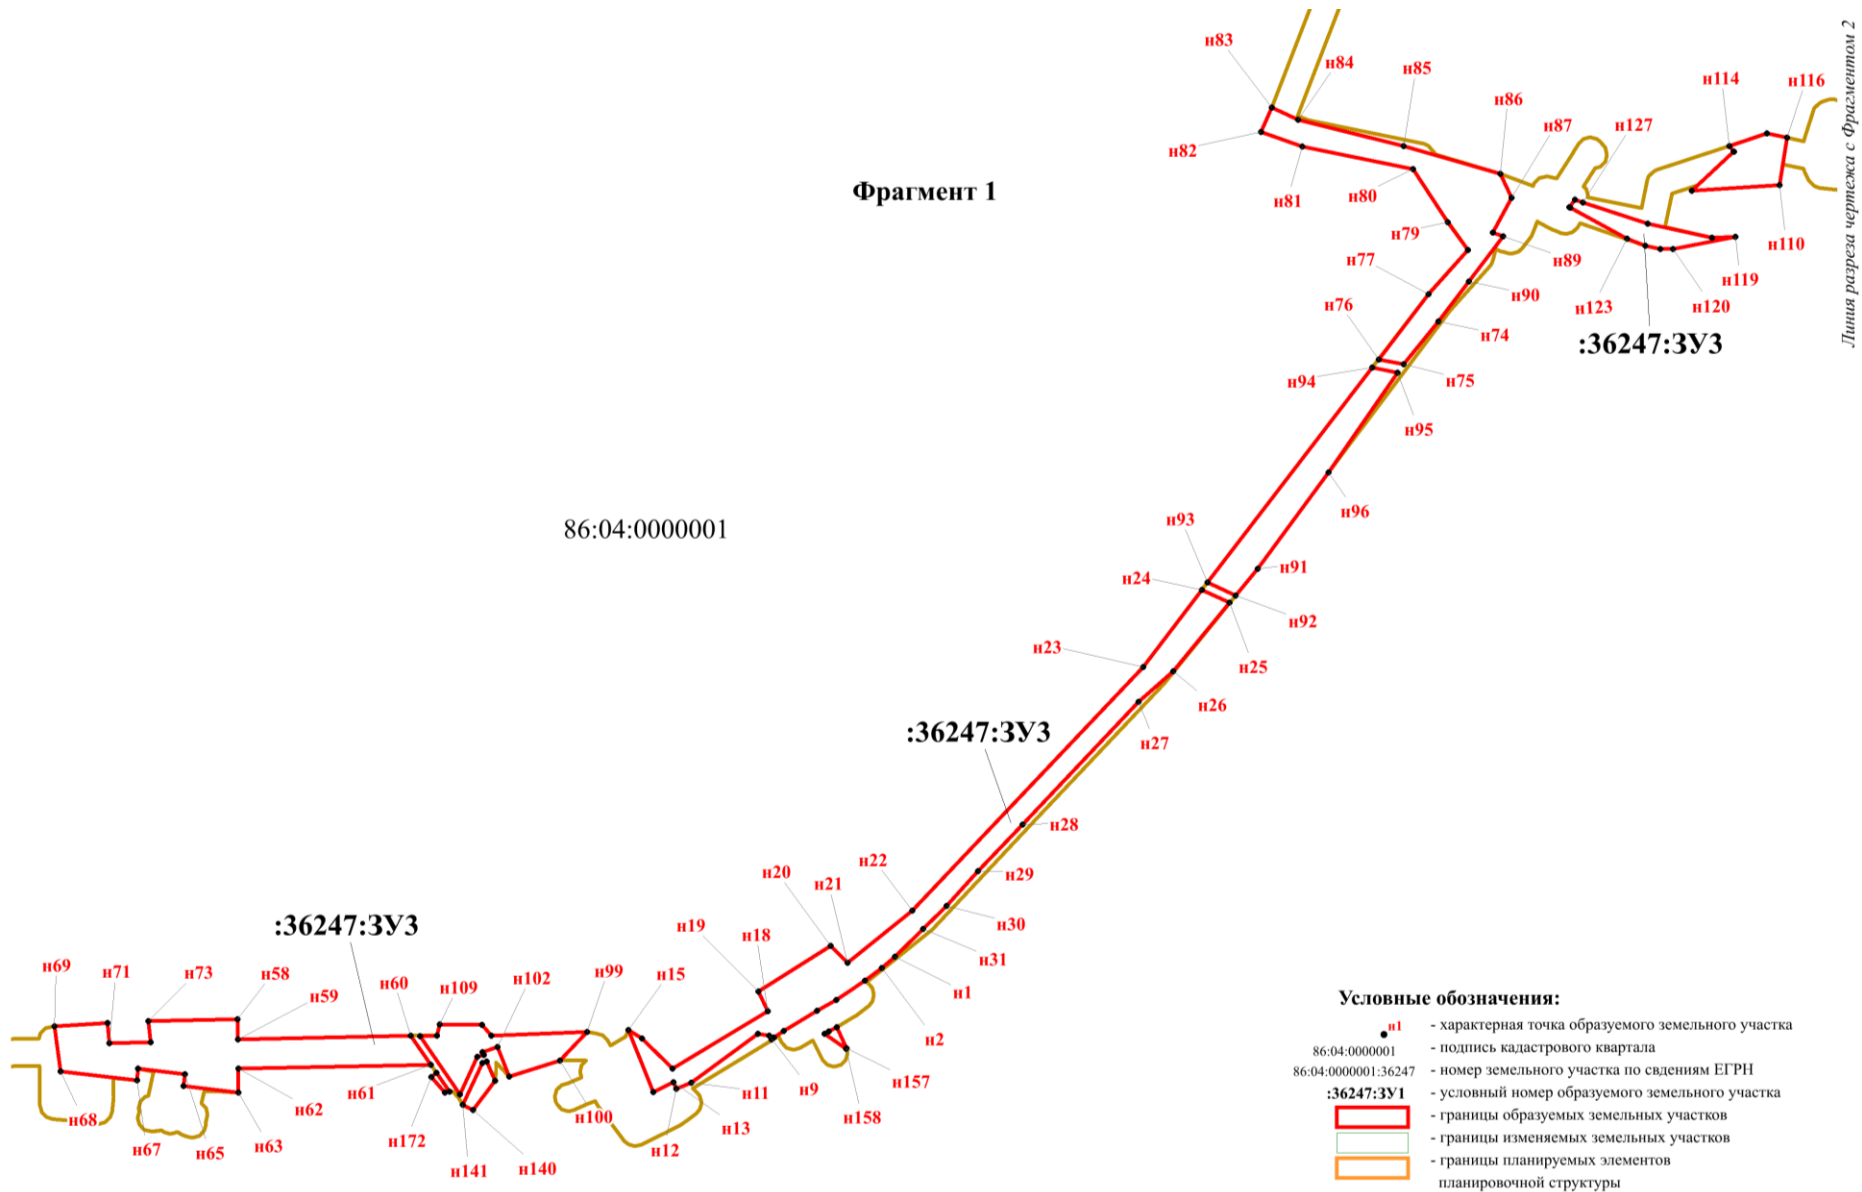 н83
н84
н85
н86
н87
н127
н114
н116
Линия разреза чертежа с Фрагментом 2
н82
н81
н80
Фрагмент 1
н79
н77
н89
н90
н110
н119
н120
н123
н76
н74
:36247:ЗУ3
н94
н75
н95
н96
н93
86:04:0000001
н24
н91
н92
н23
н25
н26
:36247:ЗУ3
н27
н28
н22
н20
н21
н29
н30
н19
н18
н31
:36247:ЗУ3
н69
н71
н73
н58
н59
н60
н109
н102
н99
н15
н1
н2
н68
н67
н65
н63
н62
н61
н172
н141
н140
н100
н12
н13
н11
н9
н158
н157
Условные обозначения:
н1 - характерная точка образуемого земельного участка
86:04:0000001 - подпись кадастрового квартала
86:04:0000001:36247 - номер земельного участка по свдениям ЕГРН
:36247:ЗУ1 - условный номер образуемого земельного участка
- границы образуемых земельных участков
- границы изменяемых земельных участков
- границы планируемых элементов
планировочной структуры